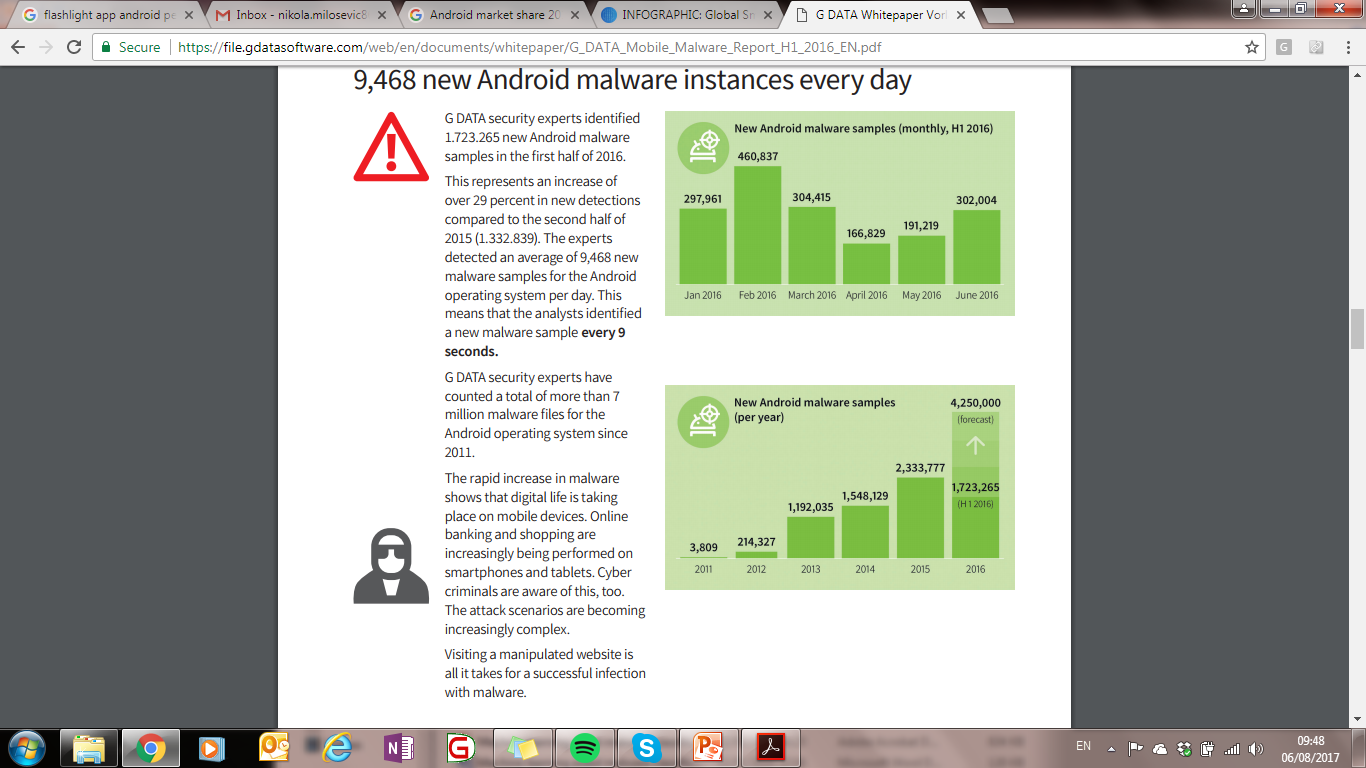 flashlight app android pe
Inbox - nikola.milosevic8
Android market share 20
INFOGRAPHIC: Global Sm
G DATA Whitepaper Vor
Secure
https://file.gdatasoftware.com/web/en/documents/whitepaper/G_DATA_Mobile_Malware_Report_H1_2016_EN.pdf
9,468 new Android malware instances every day
G DATA security experts identified
1.723.265 new Android malware
samples in the first half of 2016.
This represents an increase of
over 29 percent in new detections
compared to the second half of
2015 (1.332.839). The experts
detected an average of 9,468 new
malware samples for the Android
operating system per day. This
means that the analysts identified
a new malware sample every 9
seconds.
G DATA security experts have
counted a total of more than 7
million malware files for the
Android operating system since
2011.
The rapid increase in malware
shows that digital life is taking
place on mobile devices. Online
banking and shopping are
increasingly being performed on
smartphones and tablets. Cyber
criminals are aware of this, too.
The attack scenarios are becoming
increasingly complex.
Visiting a manipulated website is
all it takes for a successful infection
with malware.
New Android malware samples (monthly, H1 2016)
460,837
297,961
304,415
302,004
166,829
191,219
Jan 2016 Feb 2016 March 2016 April 2016 May 2016 June 2016
New Android malware samples
(per year)
4,250,000
(forecast)
2,333,777
1,723,265
(H 1 2016)
1,548,129
1,192,035
214,327
3,809
2011 2012 2013 2014 2015 2016
EN
09:48
06/08/2017